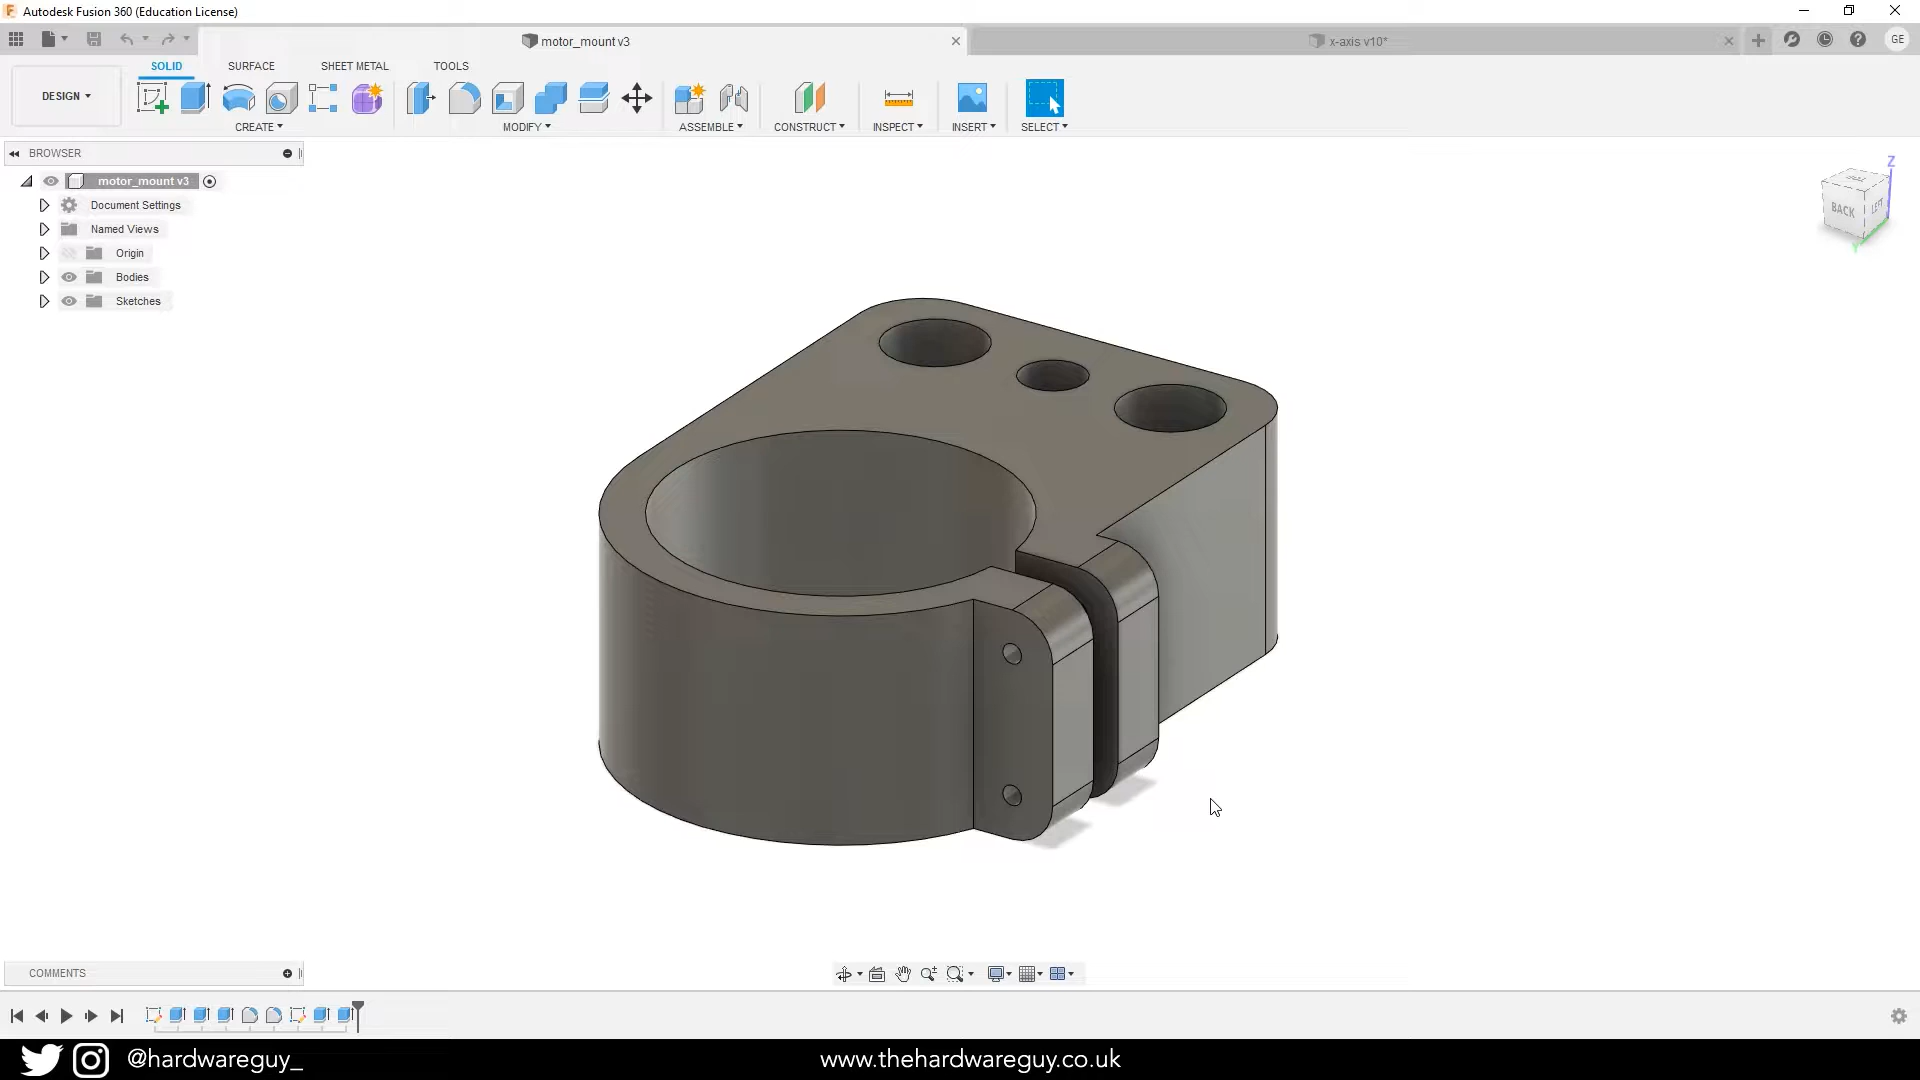 Autodesk Fusion 360 (Education License)
motor_mount v3
x-axis v10*
GE
DESIGN
SOLID
SURFACE
SHEET METAL
TOOLS
CREATE
MODIFY
ASSEMBLE
CONSTRUCT
INSPECT
INSERT
SELECT
BROWSER
motor_mount v3
Document Settings
Named Views
Origin
Bodies
Sketches
Z
BACK
LEFT
Y
COMMENTS
@hardwareguy_
www.thehardwareguy.co.uk